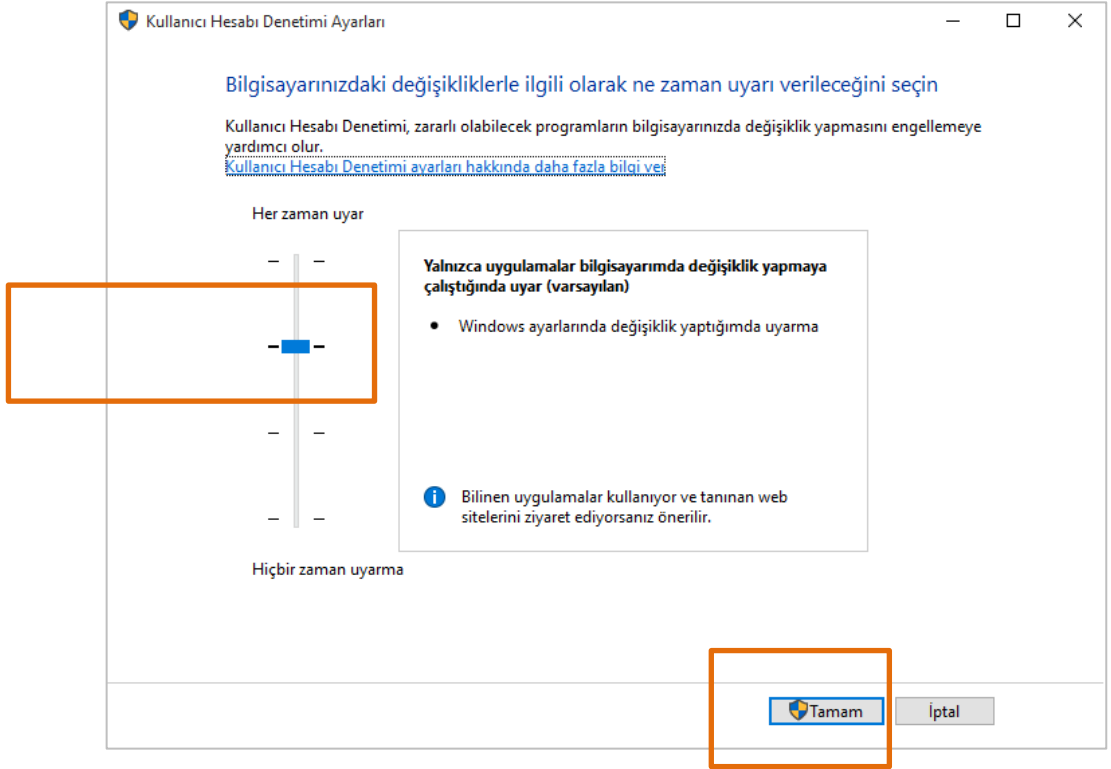 Kullanıcı Hesabı Denetimi Ayarları
Bilgisayarınızdaki değişikliklerle ilgili olarak ne zaman uyarı verileceğini seçin
Kullanıcı Hesabı Denetimi, zararlı olabilecek programların bilgisayarınızda değişiklik yapmasını engellemeye
yardımcı olur.
Kullanıcı Hesabı Denetimi ayarları hakkında daha fazla bilgi ver
Her zaman uyar
Yalnızca uygulamalar bilgisayarımda değişiklik yapmaya
çalıştığında uyar (varsayılan)
• Windows ayarlarında değişiklik yaptığımda uyarma
Bilinen uygulamalar kullanıyor ve tanınan web
sitelerini ziyaret ediyorsanız önerilir.
Hiçbir zaman uyarma
Tamam
İptal